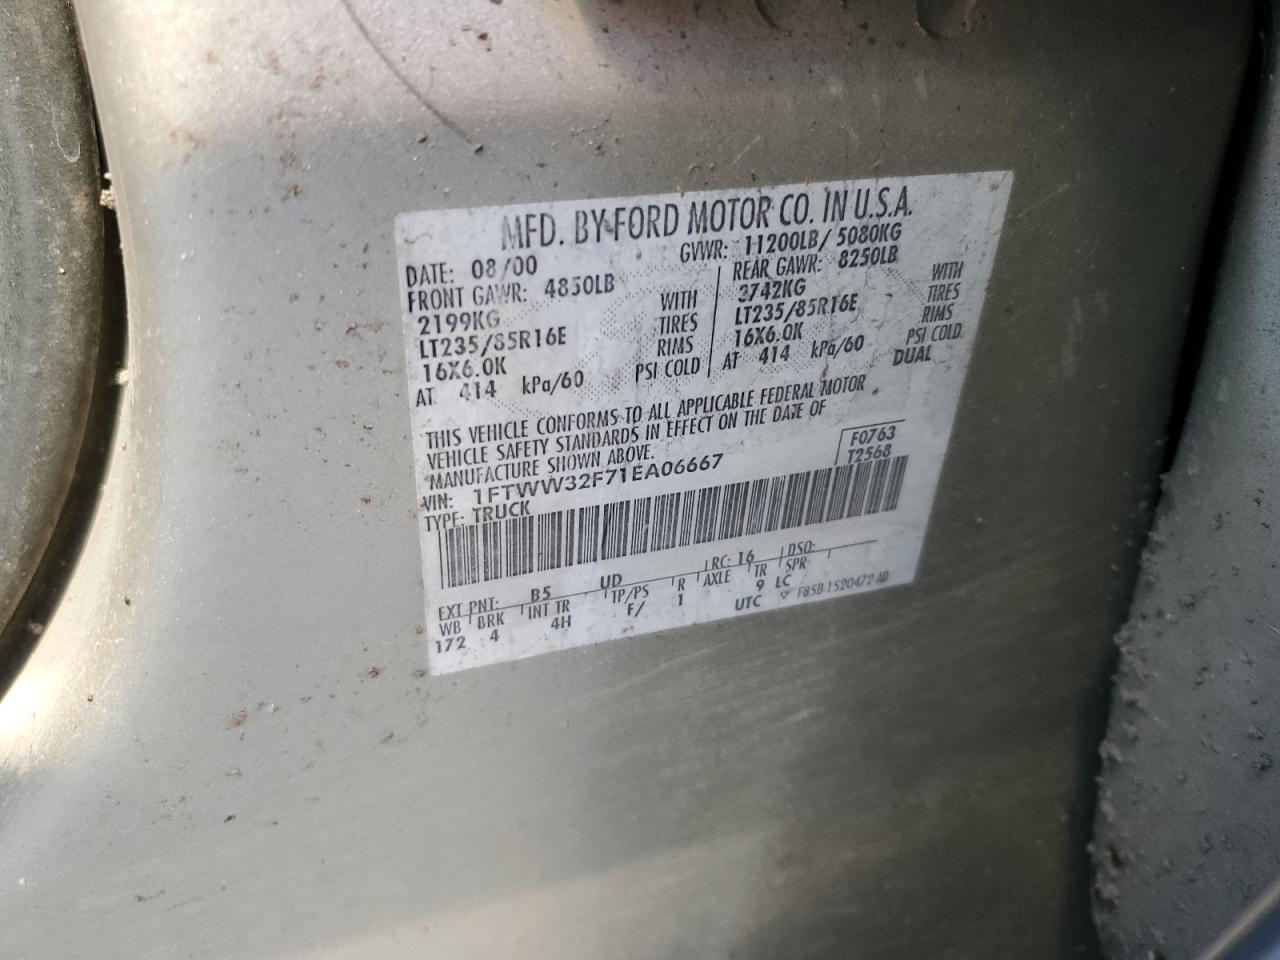 MFD. BY FORD MOTOR CO. IN U.S.A.
DATE: 08/00 GVWR: 11200LB/ 5080KG
FRONT GAWR: 4850LB REAR GAWR: 8250LB
2199KG WITH 3742KG WITH
LT235/85R16E TIRES LT235/85R16E TIRES
16X6.0K RIMS 16X6.0K RIMS
AT 414 kPa/60 PSI COLD AT 414 kPa/60 PSI COLD
DUAL
THIS VEHICLE CONFORMS TO ALL APPLICABLE FEDERAL MOTOR
VEHICLE SAFETY STANDARDS IN EFFECT ON THE DATE OF
MANUFACTURE SHOWN ABOVE.
F0763
VIN: 1FTWW32F71EA06667 T2568
TYPE: TRUCK
EXT PNT: B5 UD RC: 16 DSO:
WB BRK INT TR TP/PS R AXLE TR SPR
172 4 4H F/ 1 9 LC
UTC ▽ F85B-1520472-AD